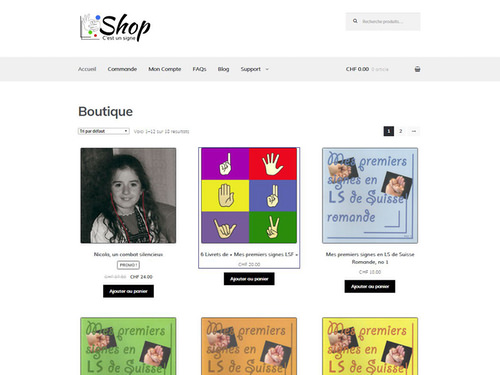 Shop
C'est un signe
Recherche produits…
Accueil Commande Mon Compte FAQs Blog Support
CHF 0.00 0 article
Boutique
Tri par défaut
Voici 1–12 sur 18 résultats
1 2 →
Nicola, un combat silencieux
PROMO !
CHF 24.00
Ajouter au panier
6 Livrets de « Mes premiers signes LSF »
CHF 20.00
Ajouter au panier
Mes premiers
signes en
LS de Suisse
romande
Mes premiers signes en LS de Suisse
Romande, no 1
CHF 10.00
Ajouter au panier
Mes premiers
signes en
LS de Suisse
Mes premiers
signes en
LS de Suisse
Mes premiers
signes en
LS de Suisse